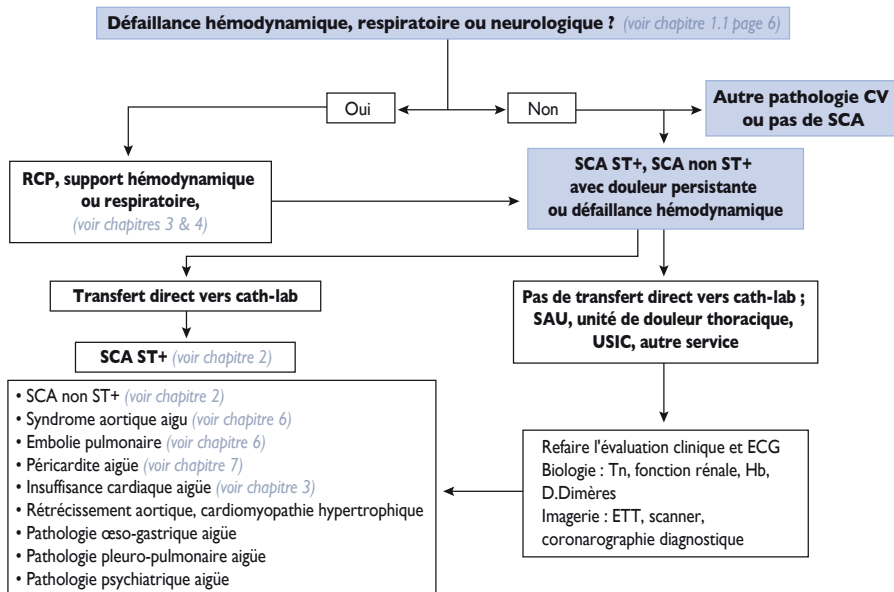 Défaillance hémodynamique, respiratoire ou neurologique ? (voir chapitre 1.1 page 6)
Oui
Non
Autre pathologie CV
ou pas de SCA
RCP, support hémodynamique
ou respiratoire,
(voir chapitres 3 & 4)
SCA ST+, SCA non ST+
avec douleur persistante
ou défaillance hémodynamique
Transfert direct vers cath-lab
Pas de transfert direct vers cath-lab ;
SAU, unité de douleur thoracique,
USIC, autre service
SCA ST+ (voir chapitre 2)
• SCA non ST+ (voir chapitre 2)
• Syndrome aortique aigu (voir chapitre 6)
• Embolie pulmonaire (voir chapitre 6)
• Péricardite aigüe (voir chapitre 7)
• Insuffisance cardiaque aigüe (voir chapitre 3)
• Rétrécissement aortique, cardiomyopathie hypertrophique
• Pathologie œso-gastrique aigüe
• Pathologie pleuro-pulmonaire aigüe
• Pathologie psychiatrique aigüe
Refaire l'évaluation clinique et ECG
Biologie : Tn, fonction rénale, Hb,
D.Dimères
Imagerie : ETT, scanner,
coronarographie diagnostique